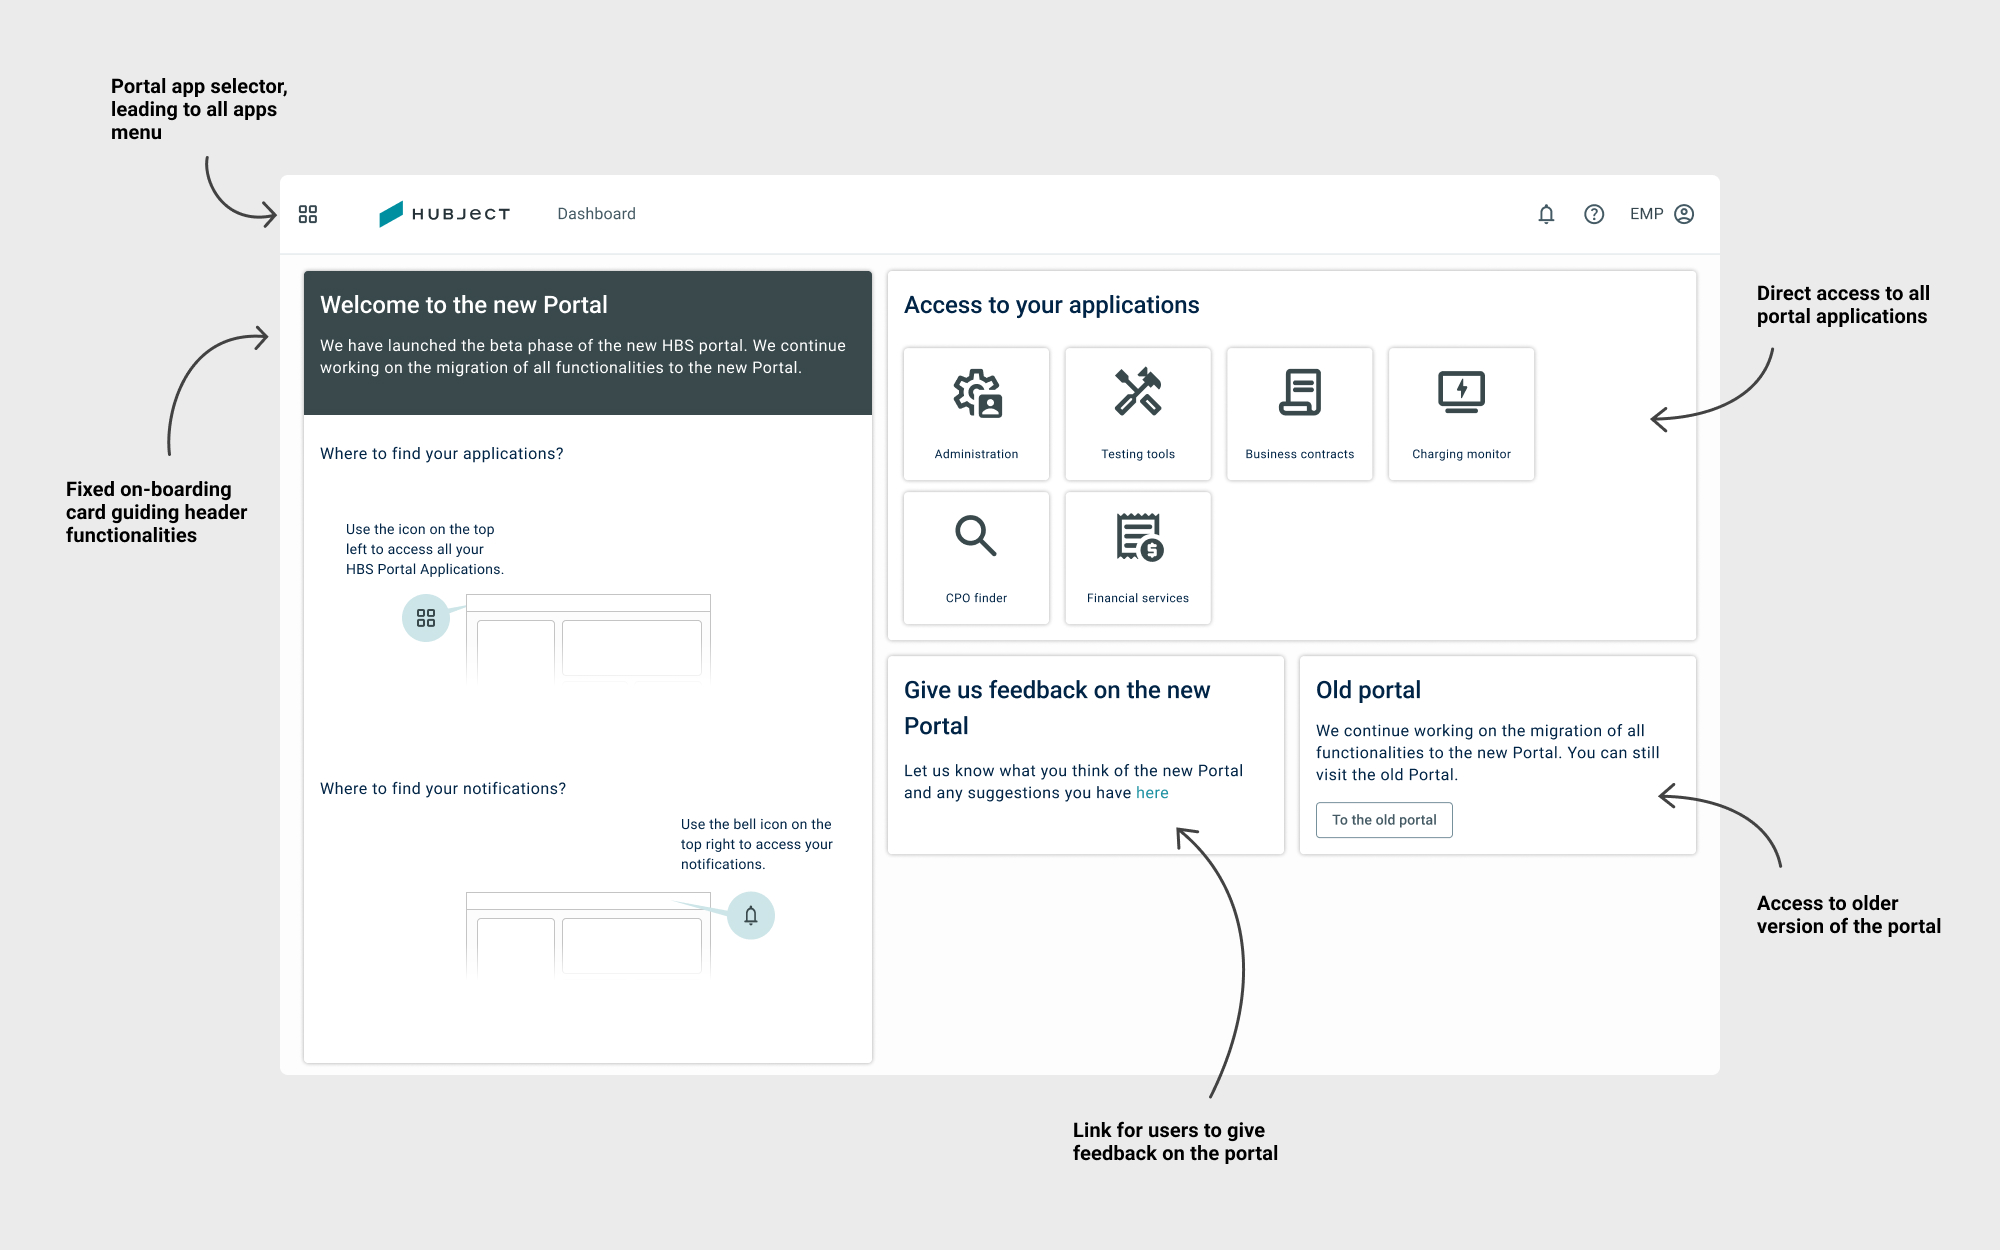 Portal app selector,
leading to all apps
menu
HUBJECT
Dashboard
EMP
Welcome to the new Portal
We have launched the beta phase of the new HBS portal. We continue
working on the migration of all functionalities to the new Portal.
Where to find your applications?
Use the icon on the top
left to access all your
HBS Portal Applications.
Where to find your notifications?
Use the bell icon on the
top right to access your
notifications.
Access to your applications
Administration
Testing tools
Business contracts
Charging monitor
CPO finder
Financial services
Give us feedback on the new
Portal
Let us know what you think of the new Portal
and any suggestions you have here
Old portal
We continue working on the migration of all
functionalities to the new Portal. You can still
visit the old Portal.
To the old portal
Fixed on-boarding
card guiding header
functionalities
Direct access to all
portal applications
Access to older
version of the portal
Link for users to give
feedback on the portal